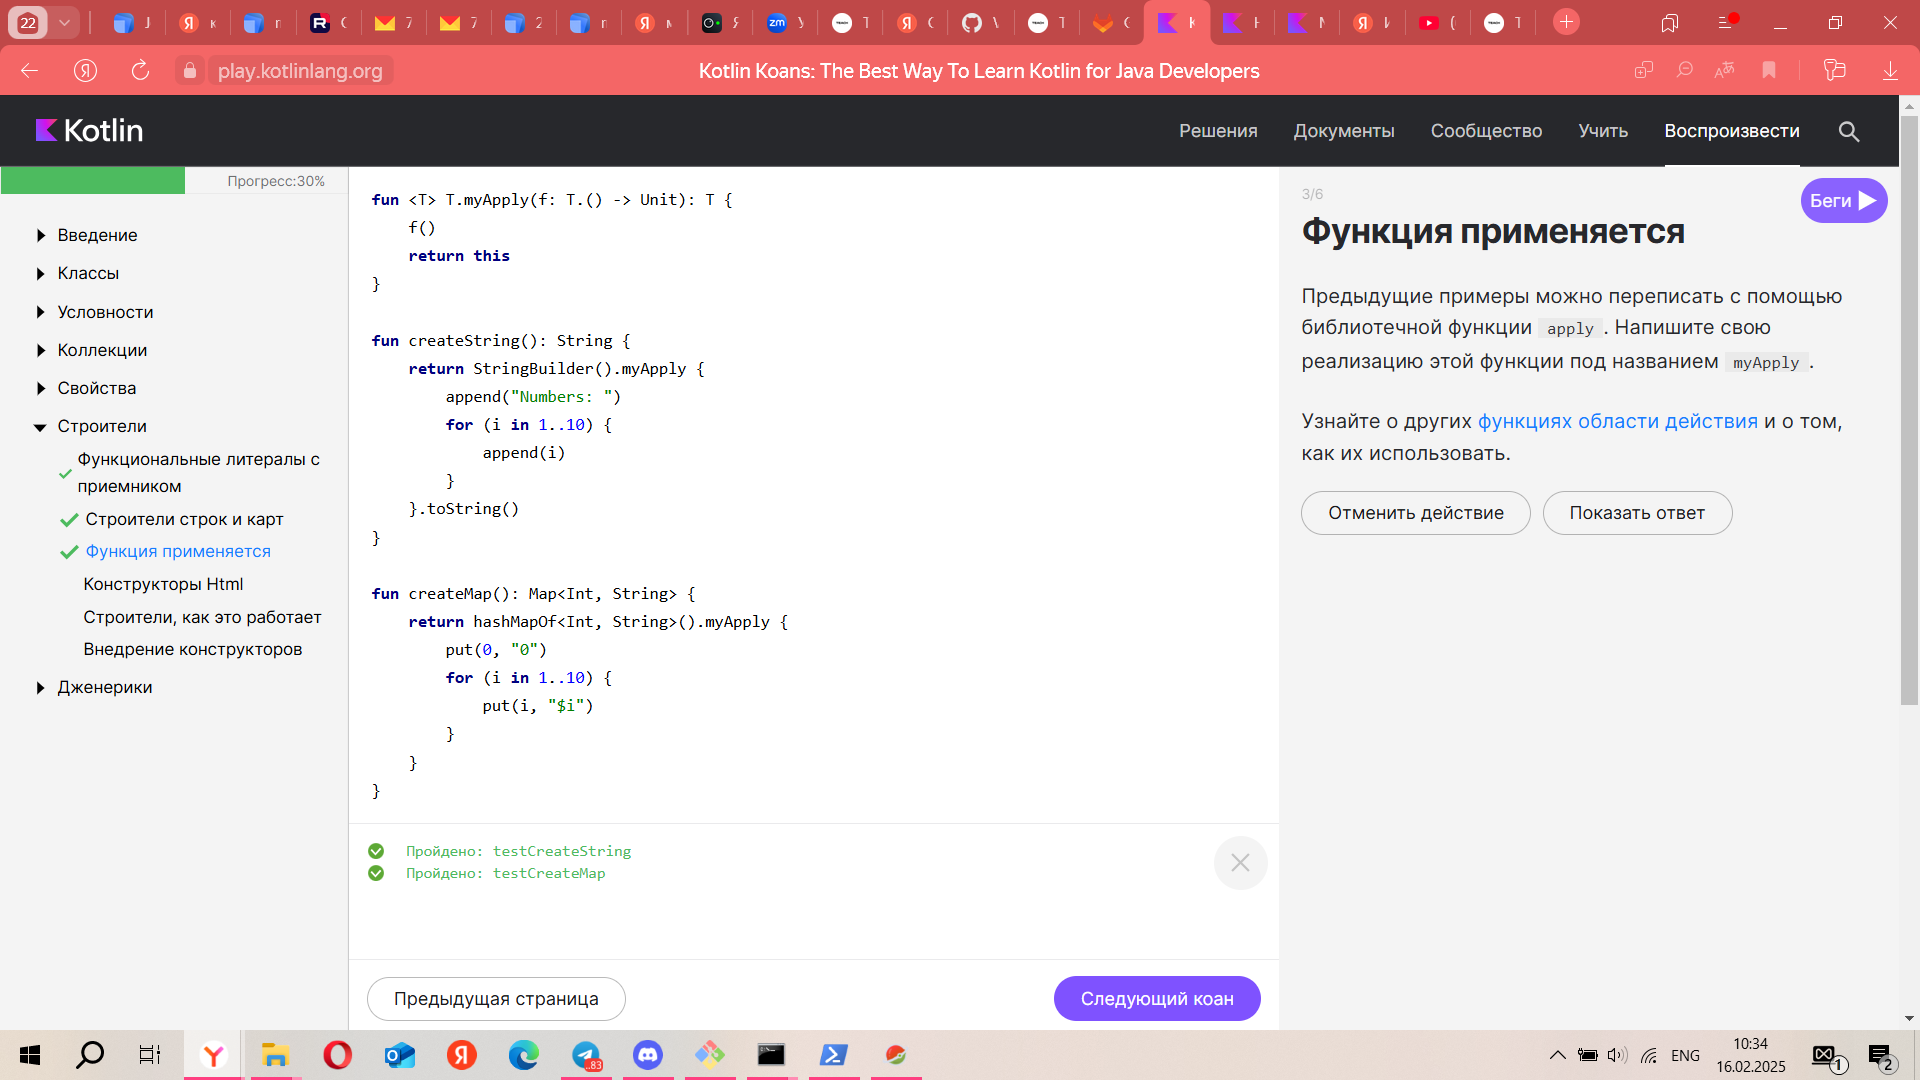 22
play.kotlinlang.org
Kotlin Koans: The Best Way To Learn Kotlin for Java Developers
Kotlin
Решения
Документы
Сообщество
Учить
Воспроизвести
Прогресс:30%
Введение
Классы
Условности
Коллекции
Свойства
Строители
Функциональные литералы с
приемником
Строители строк и карт
Функция применяется
Конструкторы Html
Строители, как это работает
Внедрение конструкторов
Дженерики
fun <T> T.myApply(f: T.() -> Unit): T {
    f()
    return this
}
fun createString(): String {
    return StringBuilder().myApply {
        append("Numbers: ")
        for (i in 1..10) {
            append(i)
        }
    }.toString()
}
fun createMap(): Map<Int, String> {
    return hashMapOf<Int, String>().myApply {
        put(0, "0")
        for (i in 1..10) {
            put(i, "$i")
        }
    }
}
Пройдено: testCreateString
Пройдено: testCreateMap
Предыдущая страница
Следующий коан
3/6
Беги
Функция применяется
Предыдущие примеры можно переписать с помощью
библиотечной функции apply . Напишите свою
реализацию этой функции под названием myApply .
Узнайте о других функциях области действия и о том,
как их использовать.
Отменить действие
Показать ответ
ENG
10:34
16.02.2025